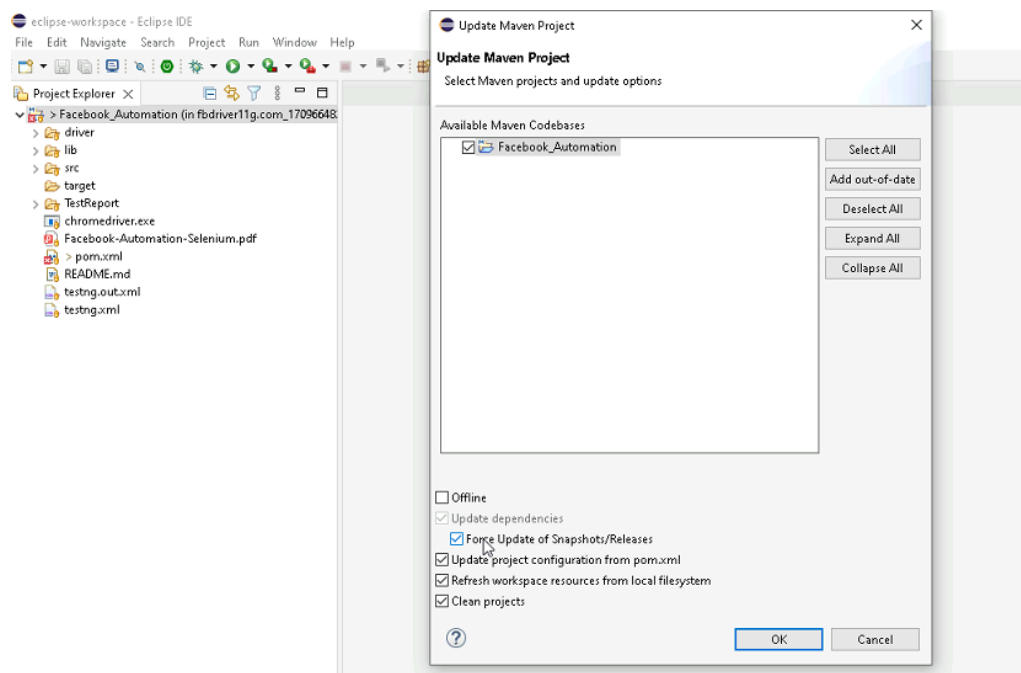 eclipse-workspace - Eclipse IDE
File Edit Navigate Search Project Run Window Help
Project Explorer
> Facebook_Automation (in fbdriver11g.com_17096648
driver
lib
src
target
TestReport
chromedriver.exe
Facebook-Automation-Selenium.pdf
> pom.xml
README.md
testng.out.xml
testng.xml
Update Maven Project
Update Maven Project
Select Maven projects and update options
Available Maven Codebases
Facebook_Automation
Select All
Add out-of-date
Deselect All
Expand All
Collapse All
Offline
Update dependencies
Force Update of Snapshots/Releases
Update project configuration from pom.xml
Refresh workspace resources from local filesystem
Clean projects
OK
Cancel